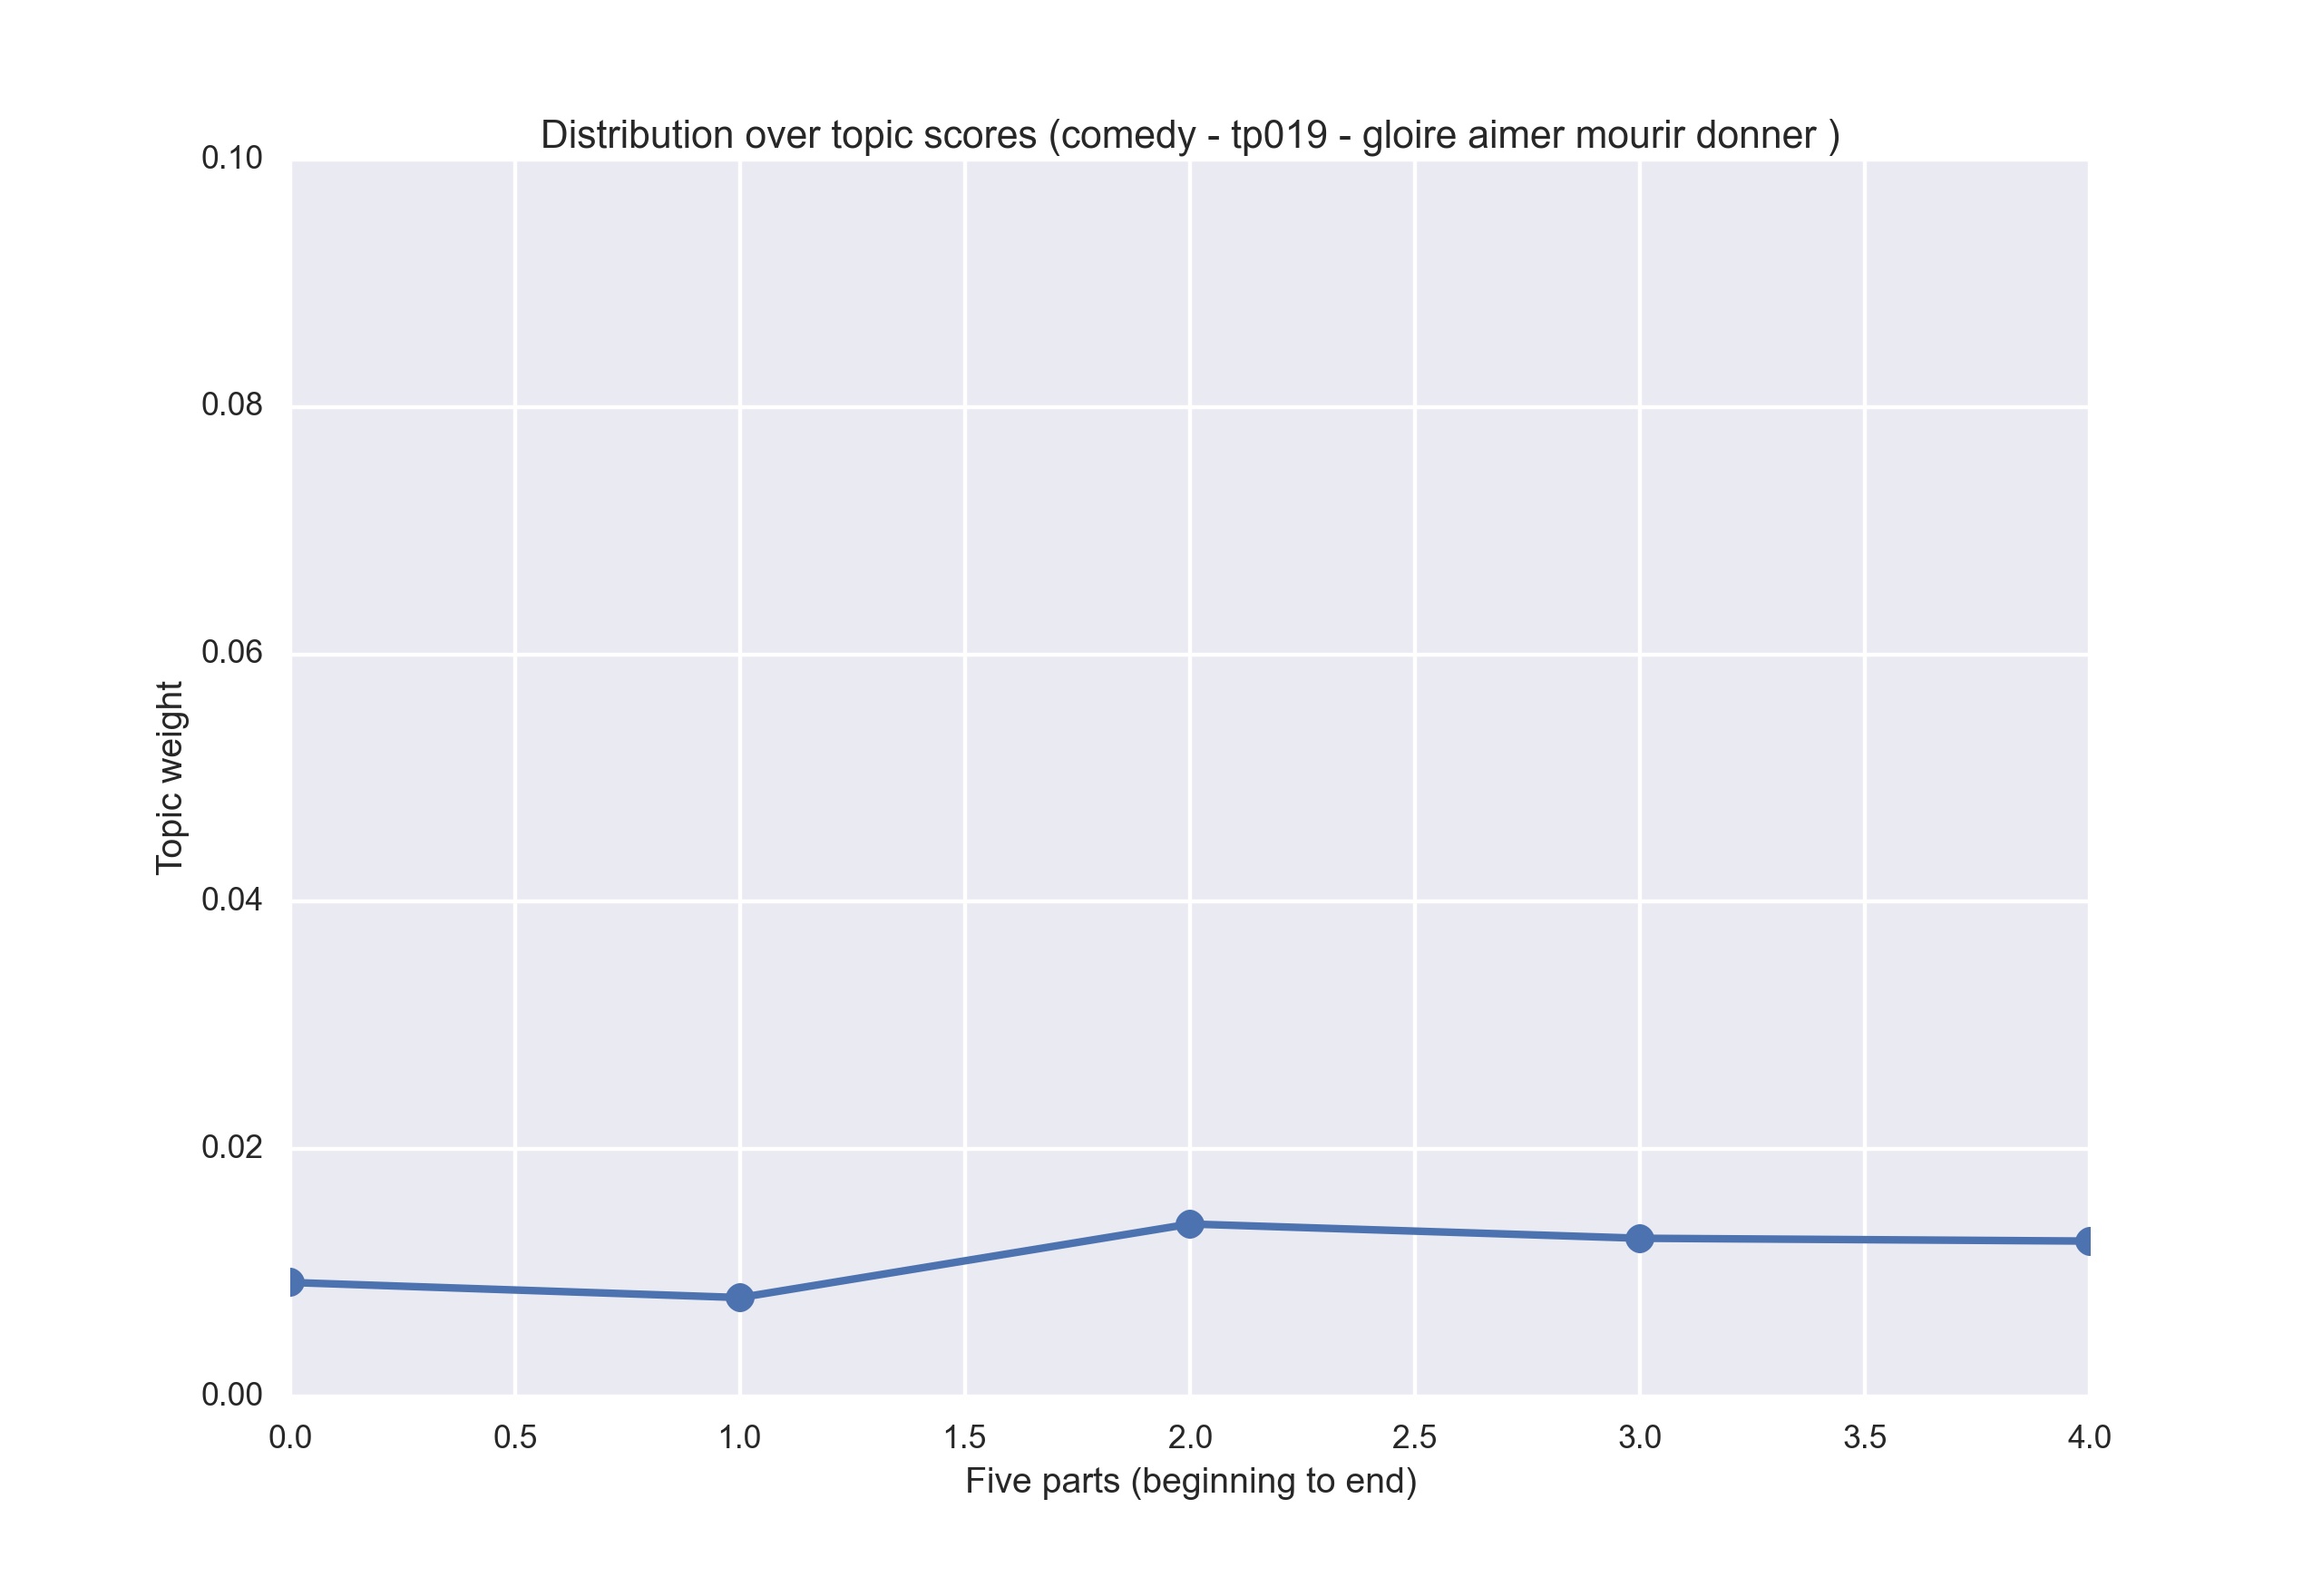 Distribution over topic scores (comedy - tp019 - gloire aimer mourir donner )
0.10
0.08
0.06
0.04
0.02
0.00
Topic weight
0.0 0.5 1.0 1.5 2.0 2.5 3.0 3.5 4.0
Five parts (beginning to end)